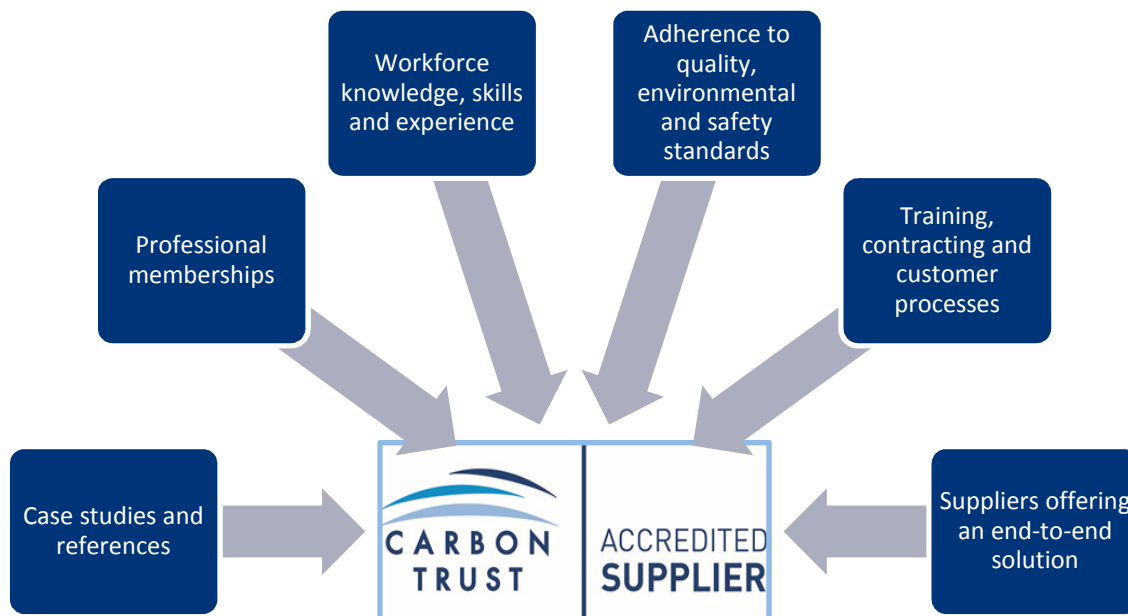 Case studies and
references
Professional
memberships
Workforce
knowledge, skills
and experience
Adherence to
quality,
environmental
and safety
standards
Training,
contracting and
customer
processes
Suppliers offering
an end-to-end
solution
CARBON
TRUST
ACCREDITED
SUPPLIER